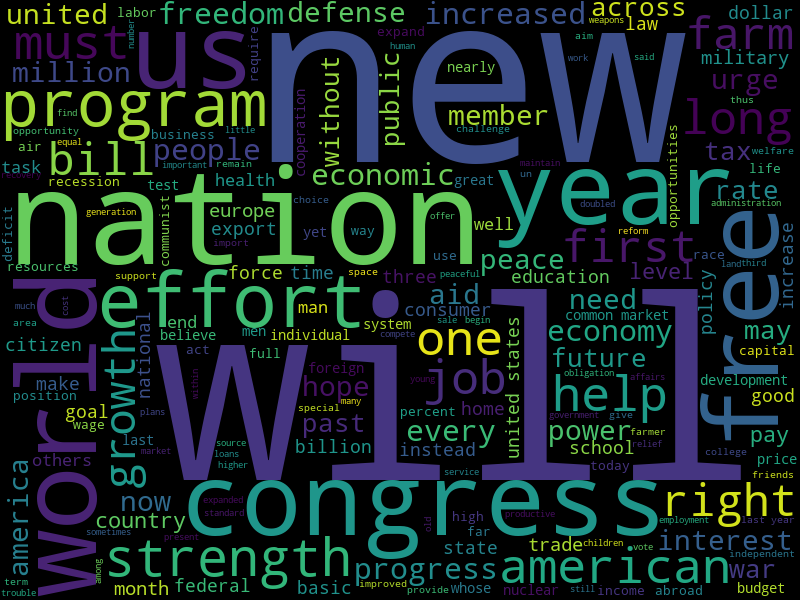 united
labor
freedom
defense
increased
across
dollar
number
weapons
law
farm
must
us
new
require
expand
human
aim
work
said
military
million
nearly
urge
thus
program
public
without
member
long
find
opportunity
equal
business
little
challenge
air
people
cooperation
tax
welfare
task
bill
important
remain
economic
maintain
opportunities
life
recovery
recession
test
health
great
un
year
rate
administration
nation
choice
doubled
generation
europe
communist
offer
reform
deficit
export
yet
way
use
well
first
race
import
resources
support
force
time
space
three
peaceful
peace
level
landthird
education
free
increase
policy
much
cost
effort
man
aid
consumer
sale
begin
need
area
world
end
men
individual
system
one
common market
may
citizen
growth
national
believe
act
full
compete
economy
capital
make
foreign
will
future
position
within
hope
job
young
obligation
affairs
development
plans
many
help
good
goal
special
past
percent
home
united states
government
give
farmer
wage
america
last
billion
every
power
relief
college
pay
others
market
source
loans
higher
instead
school
today
price
now
service
friends
congress
expanded
standard
old
productive
right
country
high
employment
last year
present
far
trade
children
vote
interest
independent
strength
state
american
war
among
sometimes
progress
term
trouble
month
federal
basic
improved
provide
whose
nuclear
still
income
abroad
budget